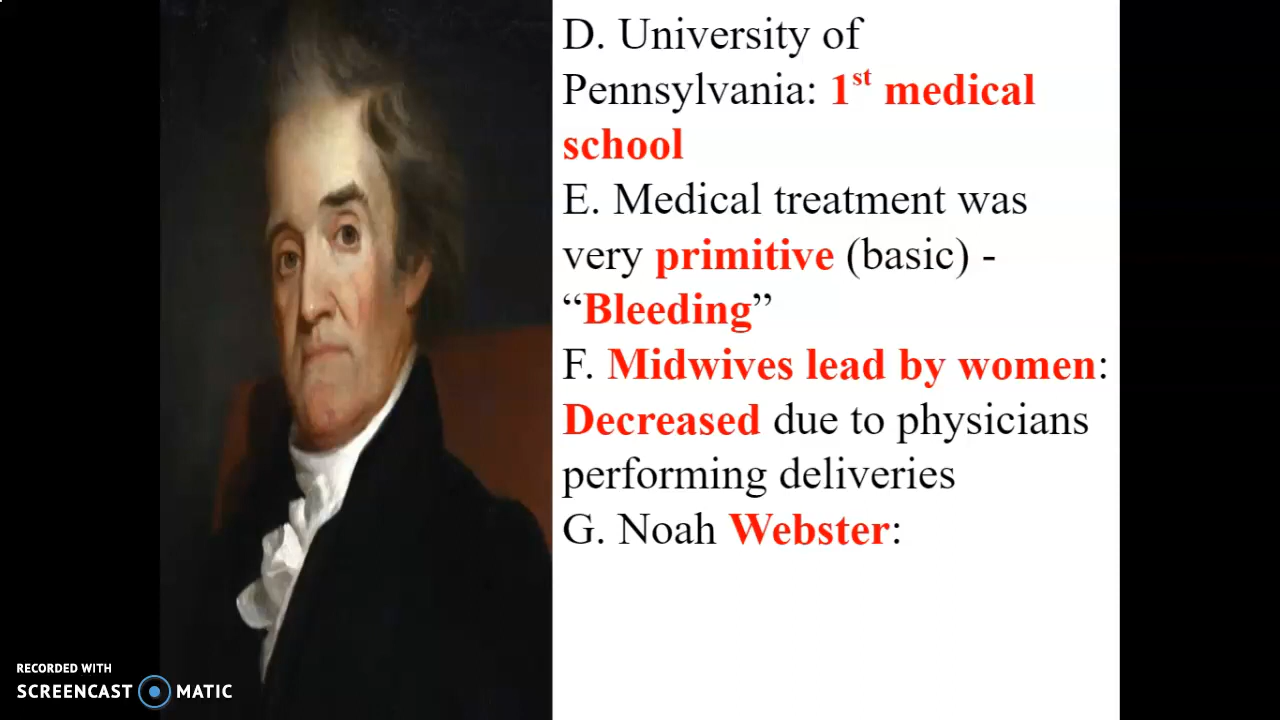 D. University of
Pennsylvania: 1st medical
school
E. Medical treatment was
very primitive (basic) -
“Bleeding”
F. Midwives lead by women:
Decreased due to physicians
performing deliveries
G. Noah Webster:
RECORDED WITH
SCREENCAST MATIC